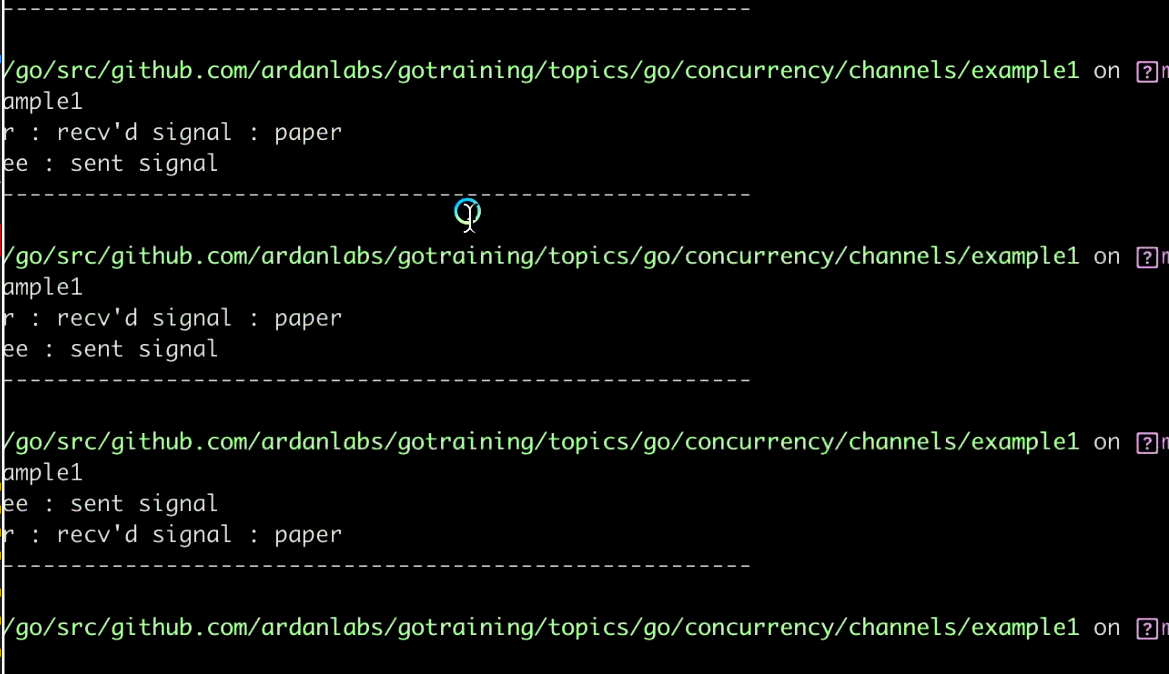 -------------------------------------------------------
/go/src/github.com/ardanlabs/gotraining/topics/go/concurrency/channels/example1 on
ample1
r : recv'd signal : paper
ee : sent signal
-------------------------------------------------------
/go/src/github.com/ardanlabs/gotraining/topics/go/concurrency/channels/example1 on
ample1
r : recv'd signal : paper
ee : sent signal
-------------------------------------------------------
/go/src/github.com/ardanlabs/gotraining/topics/go/concurrency/channels/example1 on
ample1
ee : sent signal
r : recv'd signal : paper
-------------------------------------------------------
/go/src/github.com/ardanlabs/gotraining/topics/go/concurrency/channels/example1 on